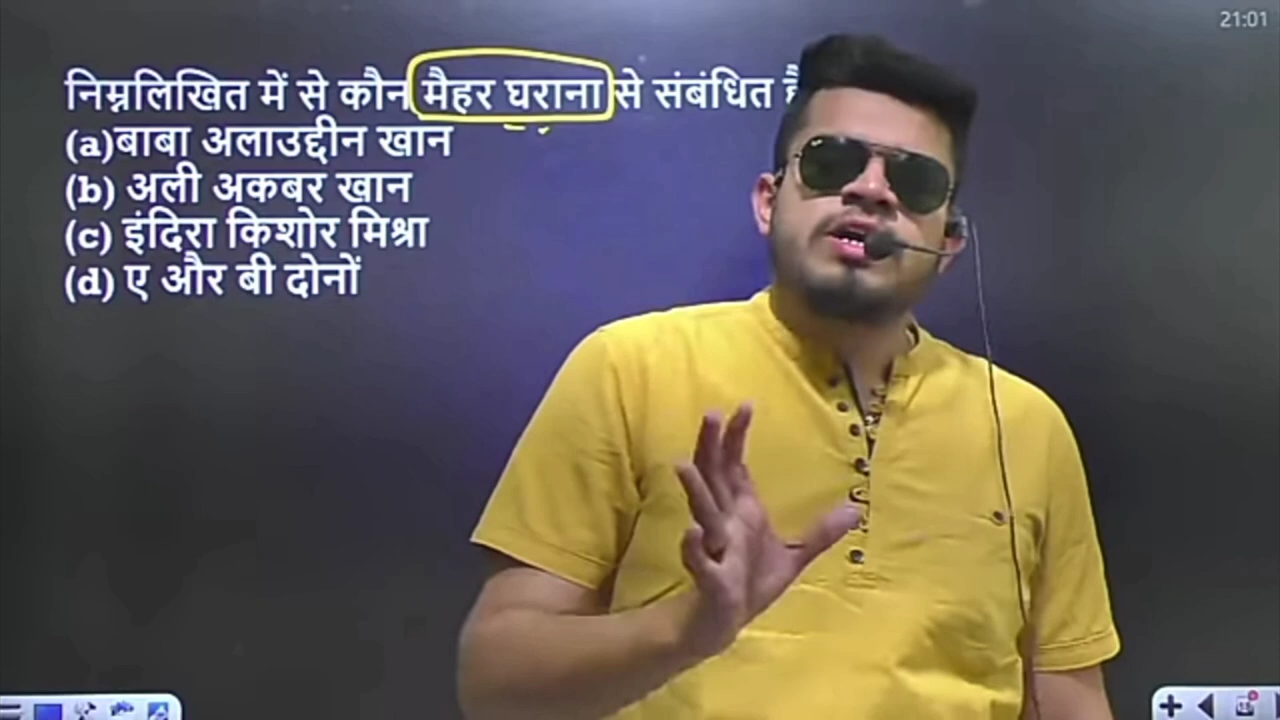 21:01
निम्नलिखित में से कौन मैहर घराना से संबंधित
(a)बाबा अलाउद्दीन खान
(b) अली अकबर खान
(c) इंदिरा किशोर मिश्रा
(d) ए और बी दोनों